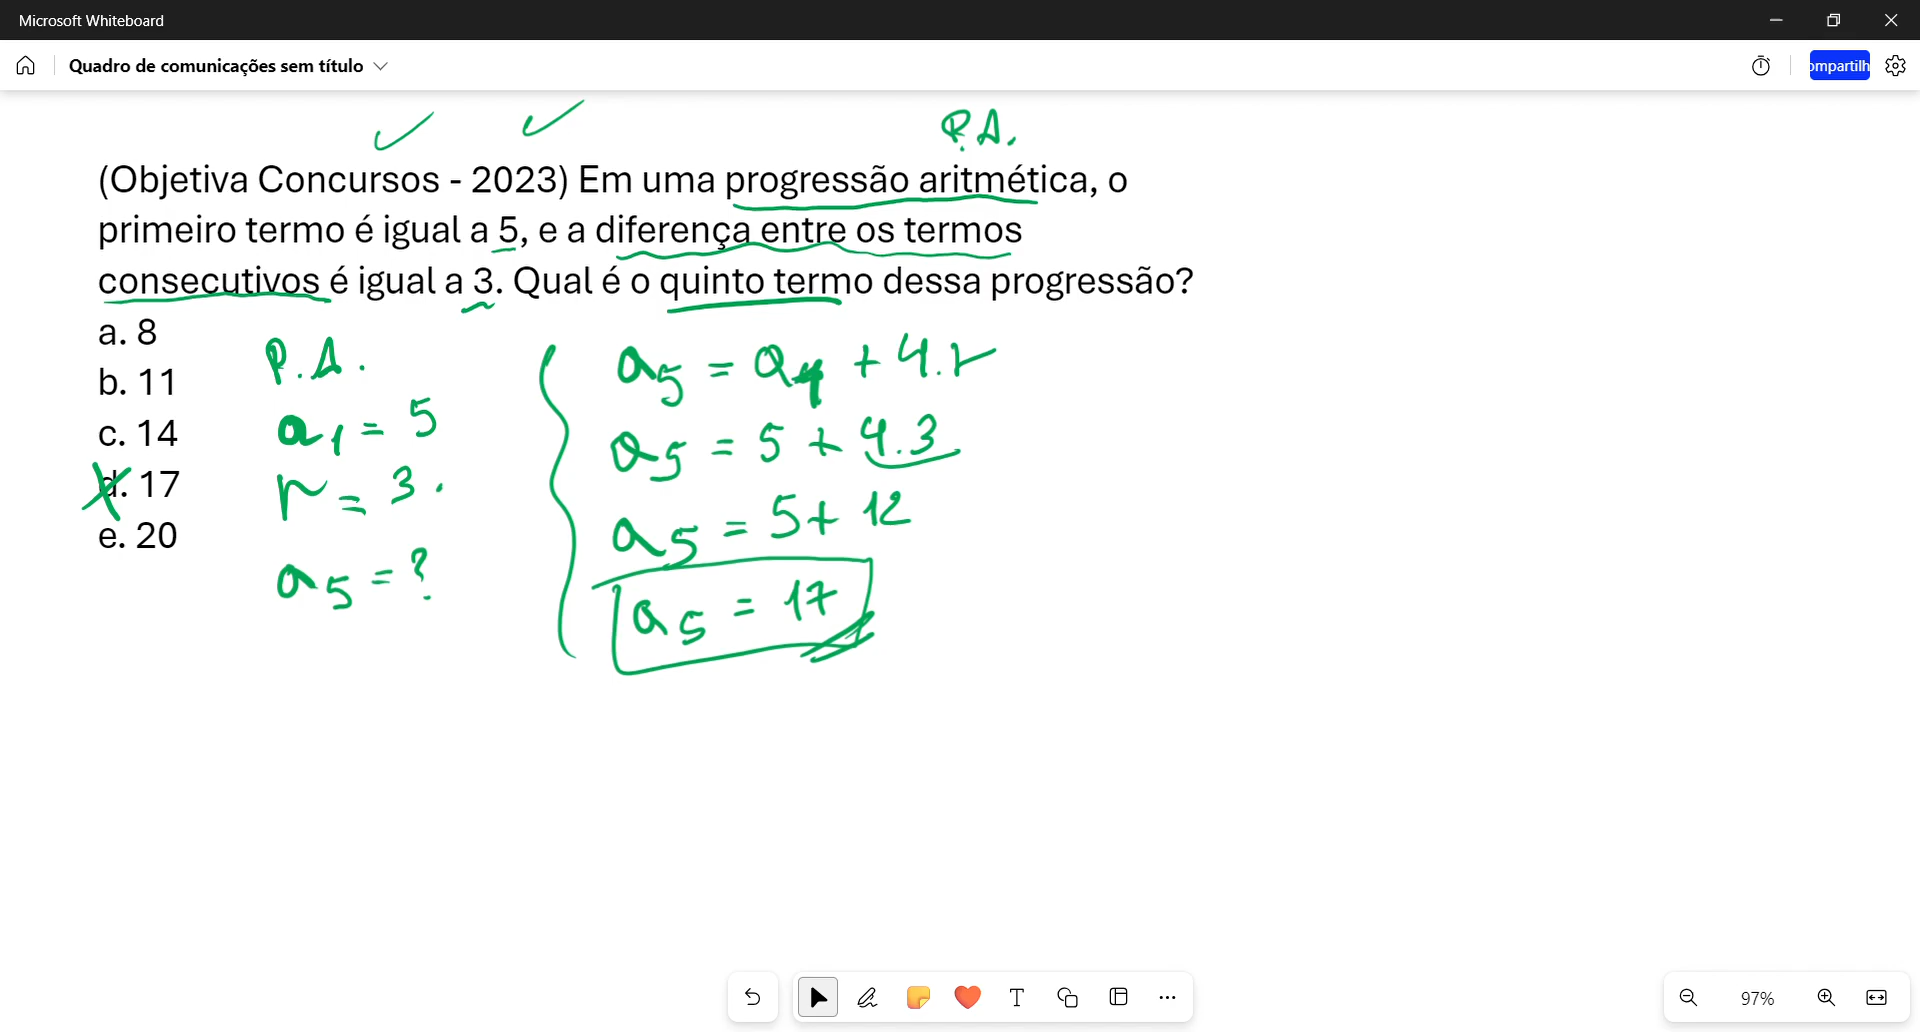 Microsoft Whiteboard
Quadro de comunicações sem título
ompartilh
P.A.
(Objetiva Concursos - 2023) Em uma progressão aritmética, o
primeiro termo é igual a 5, e a diferença entre os termos
consecutivos é igual a 3. Qual é o quinto termo dessa progressão?
a. 8
b. 11
c. 14
d. 17
e. 20
P.A.
a₁ = 5
r = 3.
a₅ = ?
a₅ = a₁ + 4.r
a₅ = 5 + 4.3
a₅ = 5 + 12
a₅ = 17
97%